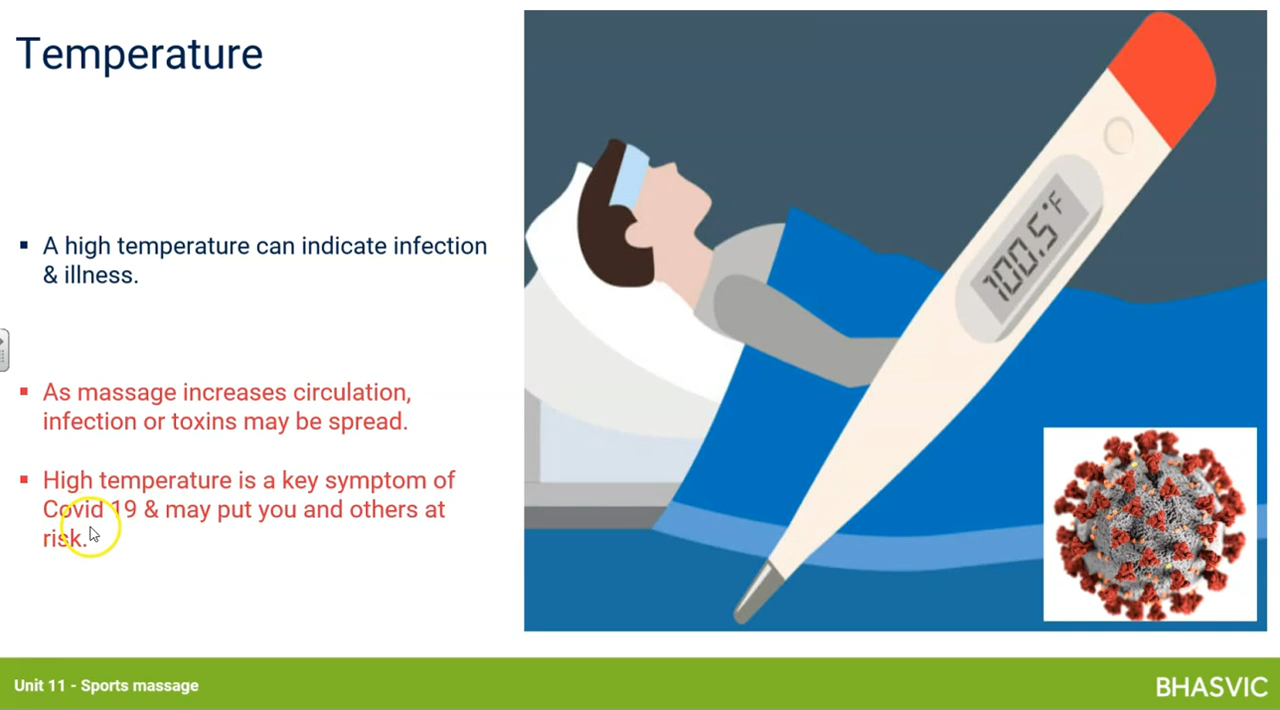 Temperature
▪ A high temperature can indicate infection
& illness.
▪ As massage increases circulation,
infection or toxins may be spread.
▪ High temperature is a key symptom of
Covid 19 & may put you and others at
risk.
100.5°F
Unit 11 - Sports massage
BHASVIC